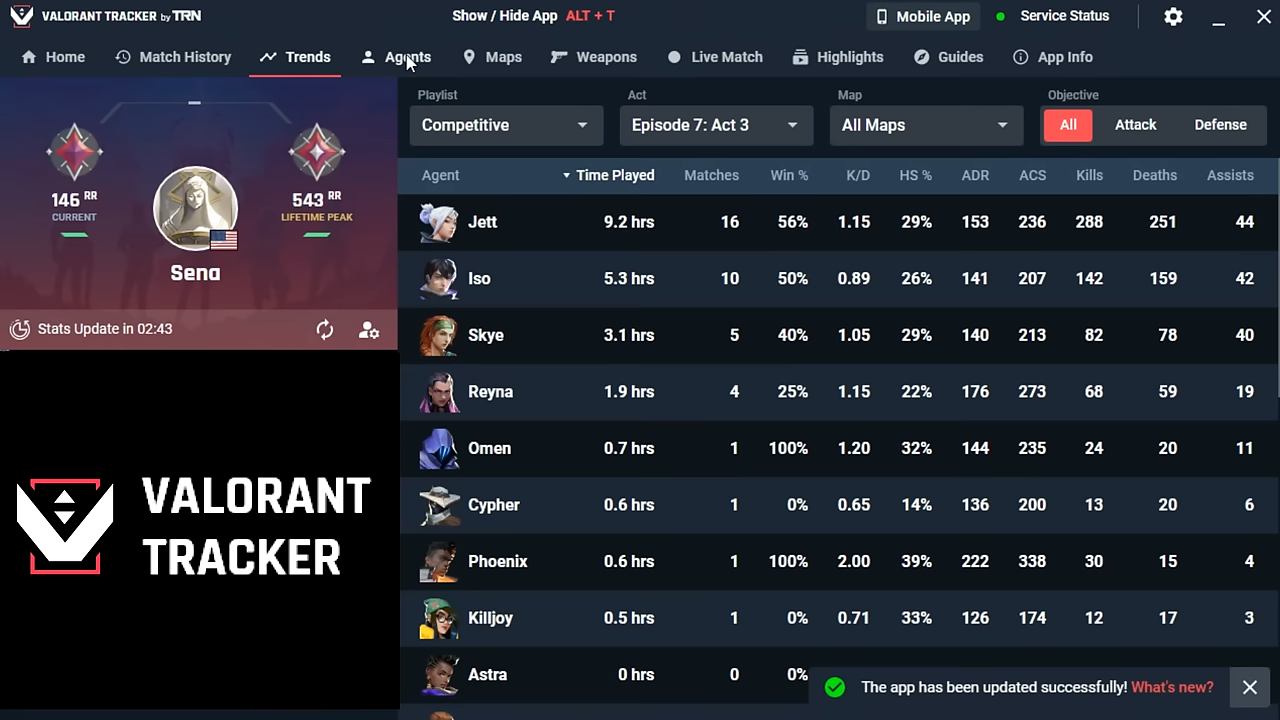 VALORANT TRACKER by TRN
Show / Hide App ALT + T
Mobile App
Service Status
Home
Match History
Trends
Agents
Maps
Weapons
Live Match
Highlights
Guides
App Info
146 RR
CURRENT
543 RR
LIFETIME PEAK
Sena
Stats Update in 02:43
VALORANT
TRACKER
Playlist
Competitive
Act
Episode 7: Act 3
Map
All Maps
Objective
All Attack Defense
Agent Time Played Matches Win % K/D HS % ADR ACS Kills Deaths Assists
Jett 9.2 hrs 16 56% 1.15 29% 153 236 288 251 44
Iso 5.3 hrs 10 50% 0.89 26% 141 207 142 159 42
Skye 3.1 hrs 5 40% 1.05 29% 140 213 82 78 40
Reyna 1.9 hrs 4 25% 1.15 22% 176 273 68 59 19
Omen 0.7 hrs 1 100% 1.20 32% 144 235 24 20 11
Cypher 0.6 hrs 1 0% 0.65 14% 136 200 13 20 6
Phoenix 0.6 hrs 1 100% 2.00 39% 222 338 30 15 4
Killjoy 0.5 hrs 1 0% 0.71 33% 126 174 12 17 3
Astra 0 hrs 0 0%
The app has been updated successfully! What's new?